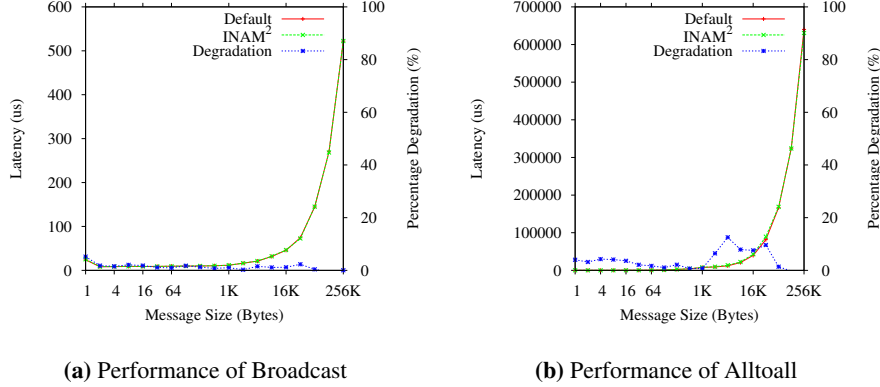 Default
INAM2
Degradation
600
500
400
300
200
100
0
Latency (us)
100
80
60
40
20
0
Percentage Degradation (%)
1 4 16 64 1K 16K 256K
Message Size (Bytes)
(a) Performance of Broadcast
Default
INAM2
Degradation
700000
600000
500000
400000
300000
200000
100000
0
Latency (us)
100
80
60
40
20
0
Percentage Degradation (%)
1 4 16 64 1K 16K 256K
Message Size (Bytes)
(b) Performance of Alltoall